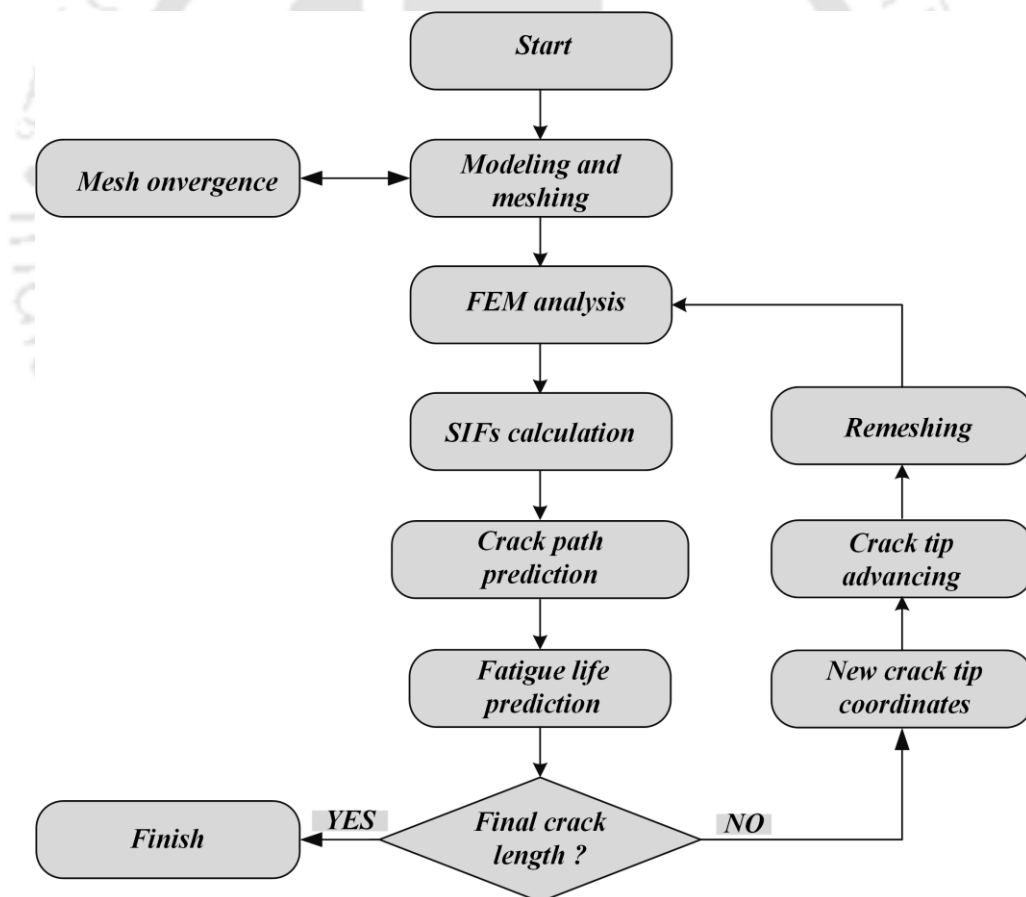 Start
Mesh onvergence
Modeling and
meshing
FEM analysis
SIFs calculation
Remeshing
Crack path
prediction
Crack tip
advancing
Fatigue life
prediction
New crack tip
coordinates
Finish
YES
Final crack
length ?
NO